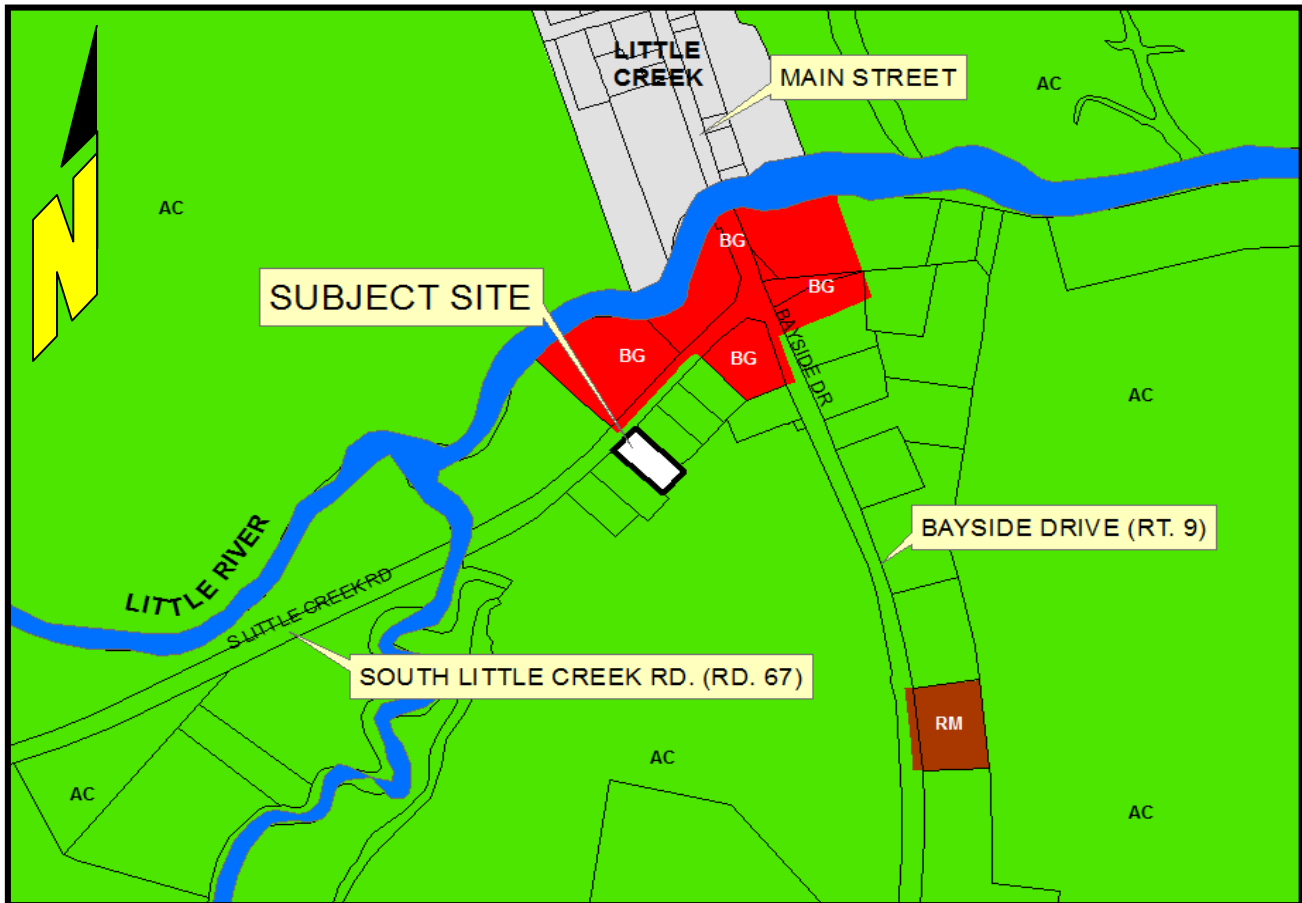 LITTLE
CREEK
MAIN STREET
AC
AC
N
BG
SUBJECT SITE
BG
BG
BG
BAYSIDE DR
AC
LITTLE RIVER
BAYSIDE DRIVE (RT. 9)
S LITTLE CREEK RD
SOUTH LITTLE CREEK RD. (RD. 67)
RM
AC
AC
AC